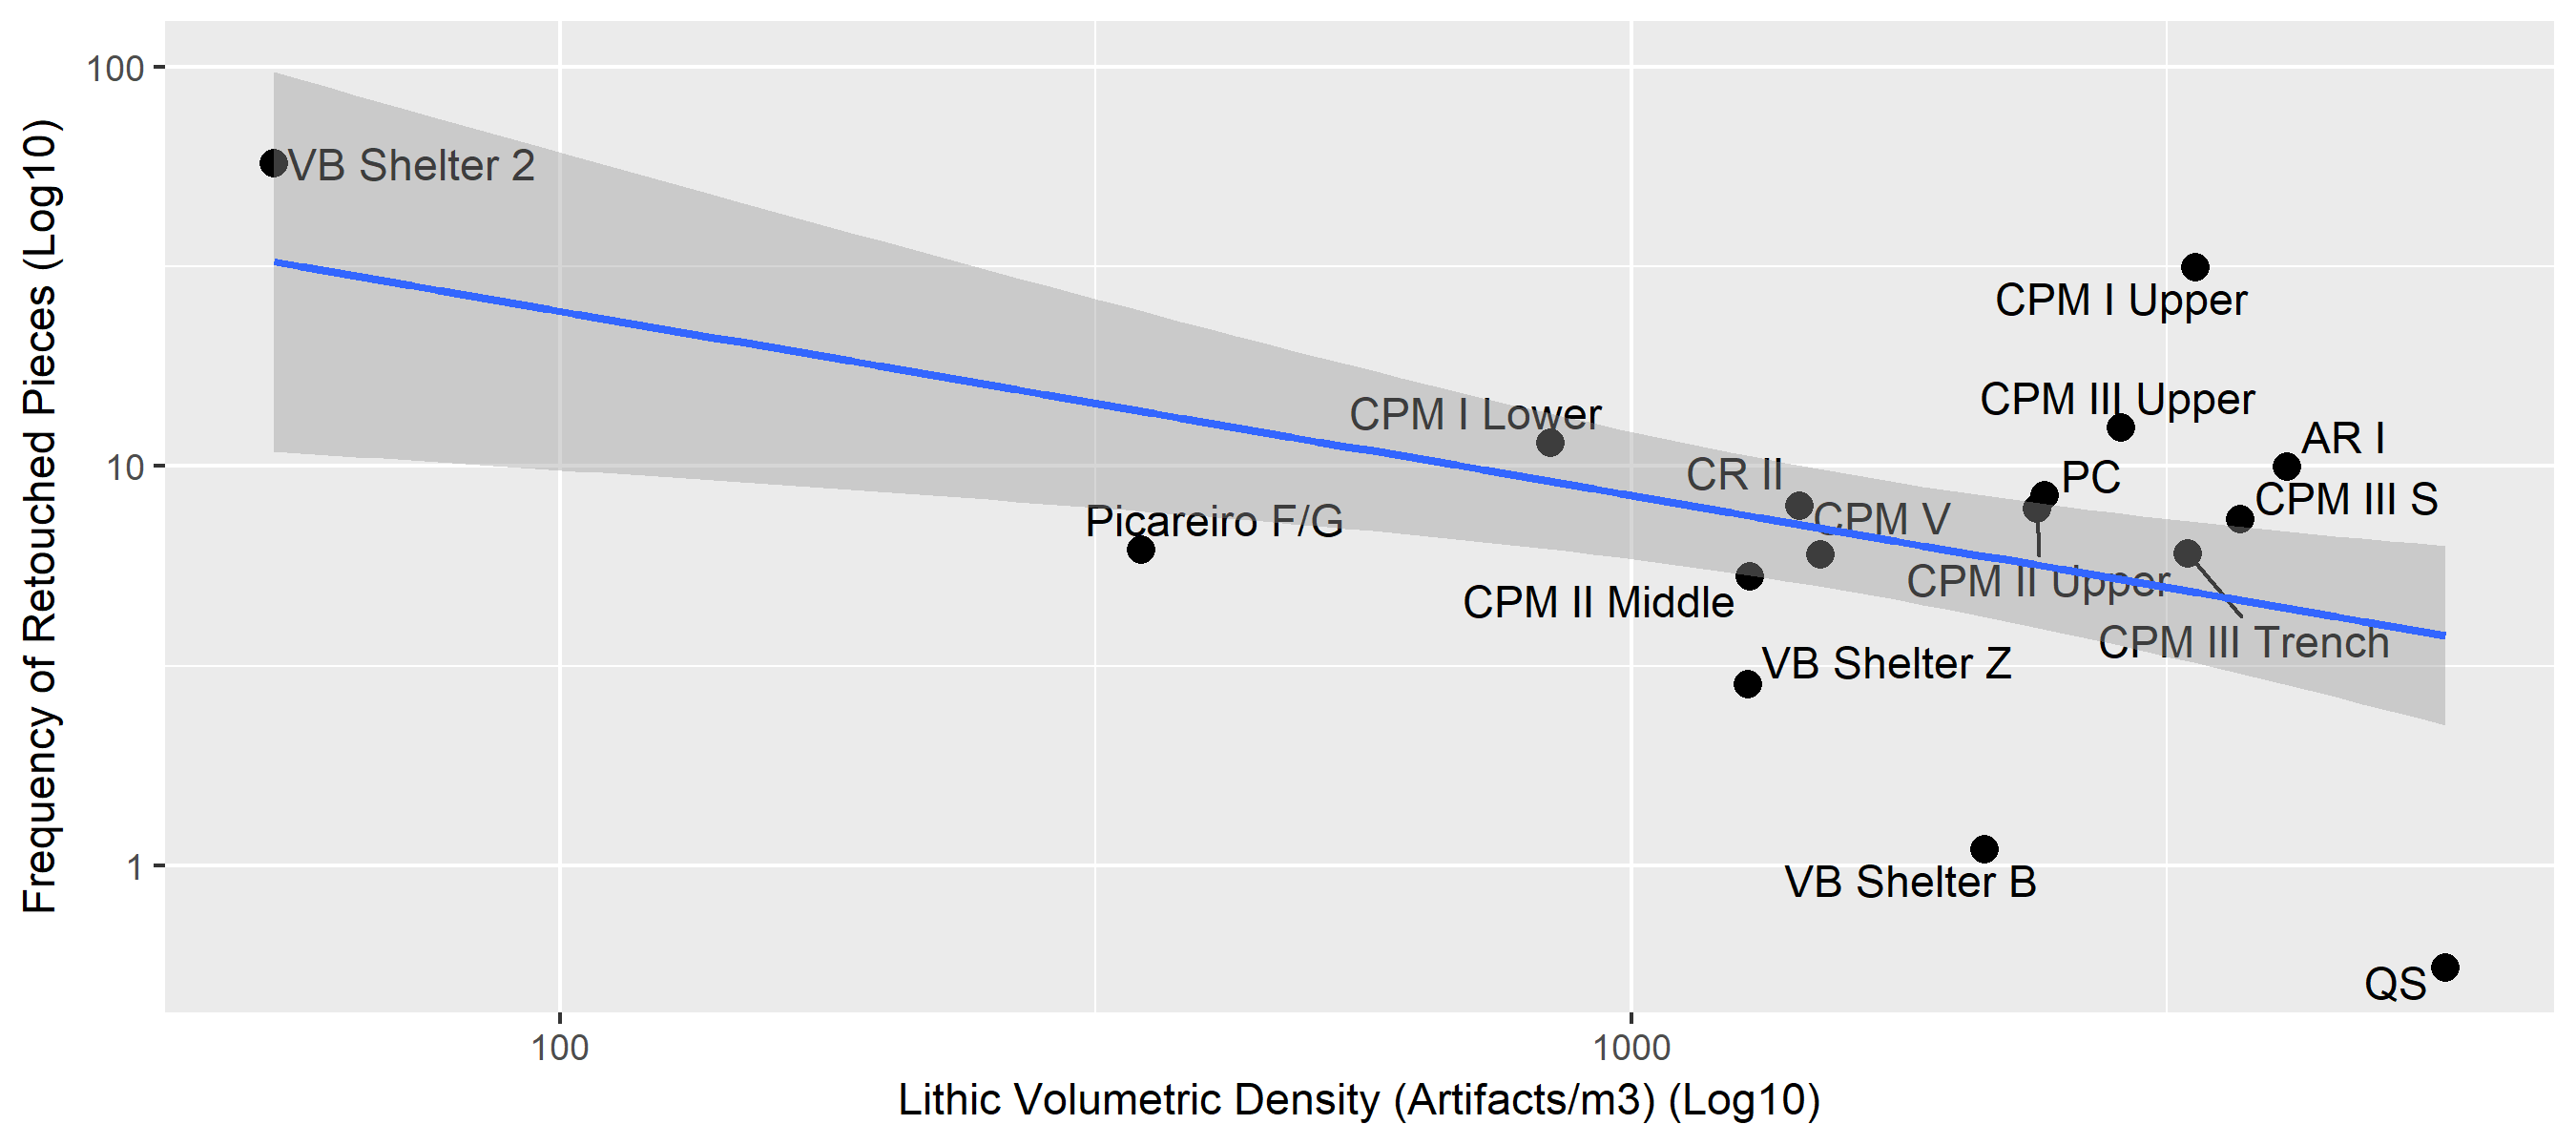 Frequency of Retouched Pieces (Log10)
100
10
1
VB Shelter 2
CPM I Upper
CPM III Upper
CPM I Lower
AR I
CR II
PC
CPM III S
Picareiro F/G
CPM V
CPM II Upper
CPM II Middle
CPM III Trench
VB Shelter Z
VB Shelter B
QS
100
1000
Lithic Volumetric Density (Artifacts/m3) (Log10)